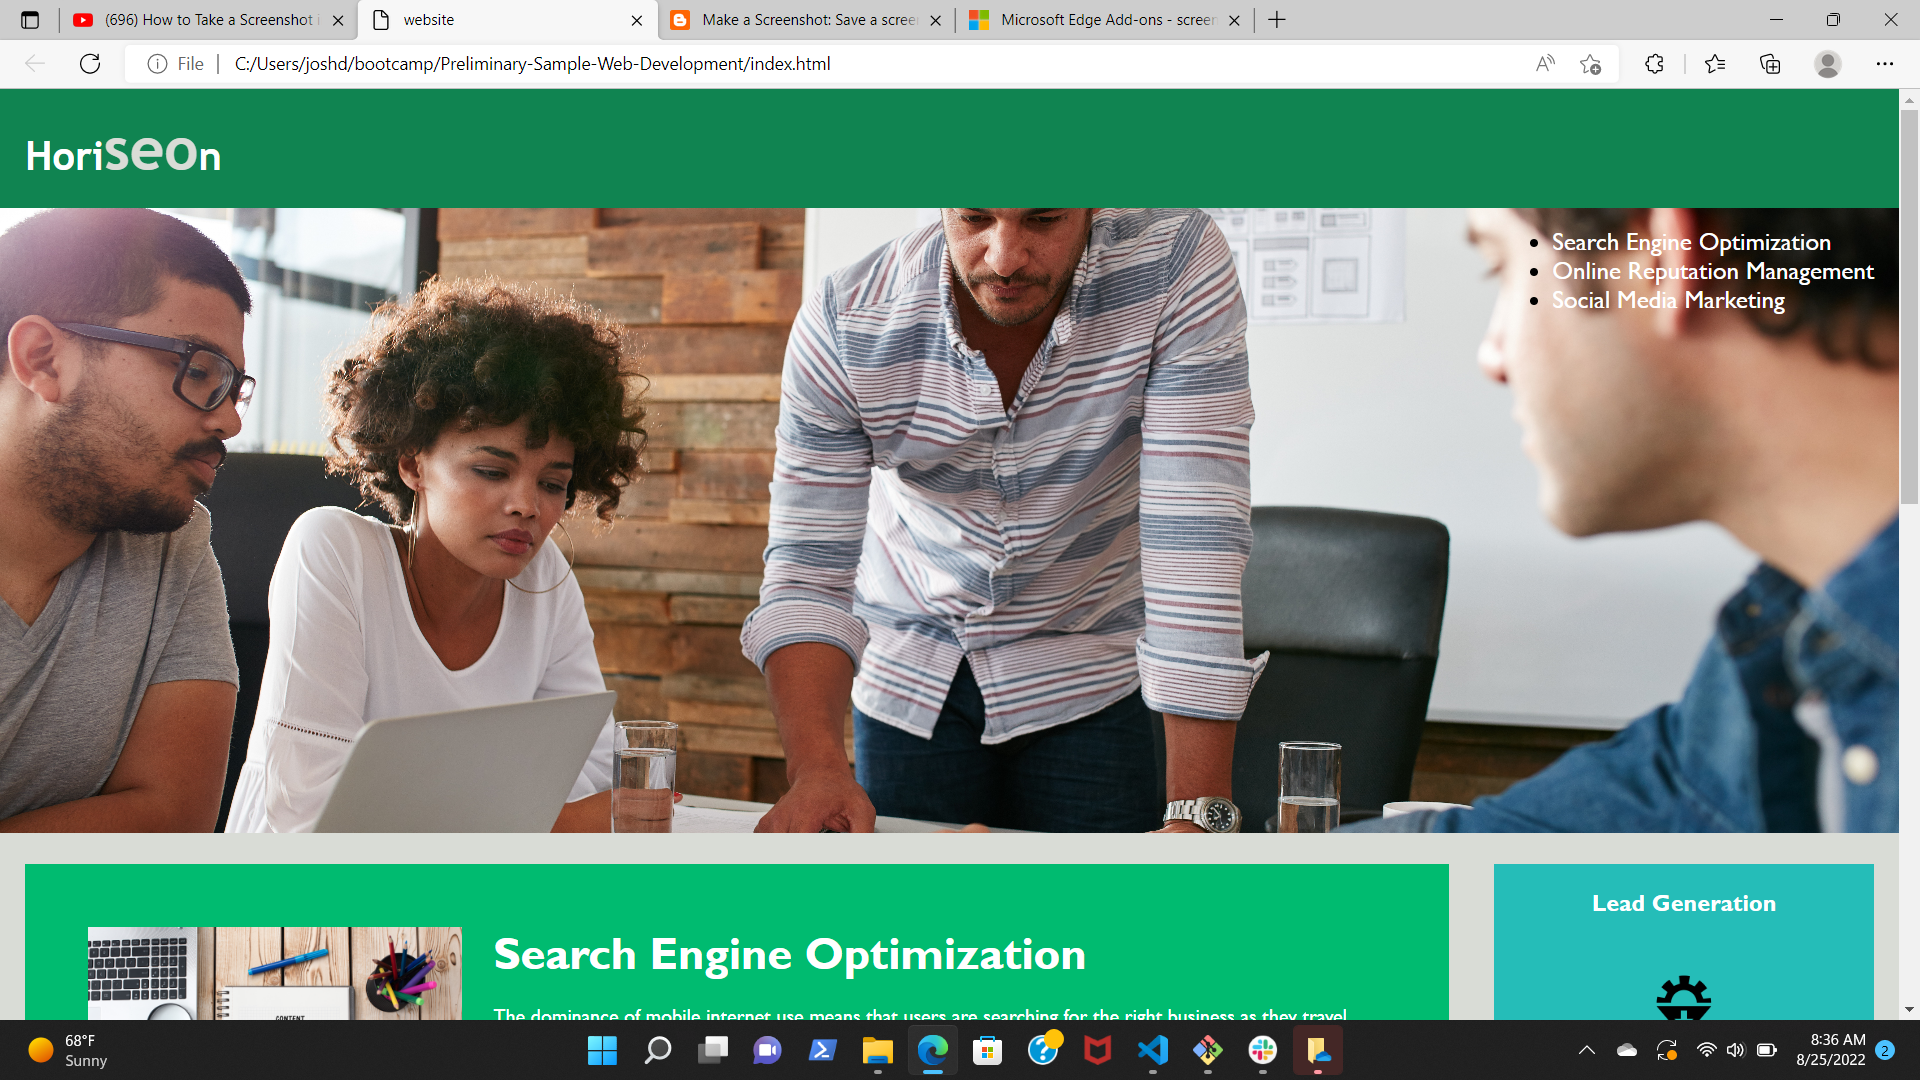 (696) How to Take a Screenshot i
website
Make a Screenshot: Save a scree
Microsoft Edge Add-ons - screen
File
C:/Users/joshd/bootcamp/Preliminary-Sample-Web-Development/index.html
Horiseon
Search Engine Optimization
Online Reputation Management
Social Media Marketing
Lead Generation
Search Engine Optimization
CONTENT
The dominance of mobile internet use means that users are searching for the right business as they travel
68°F
Sunny
8:36 AM
8/25/2022
2